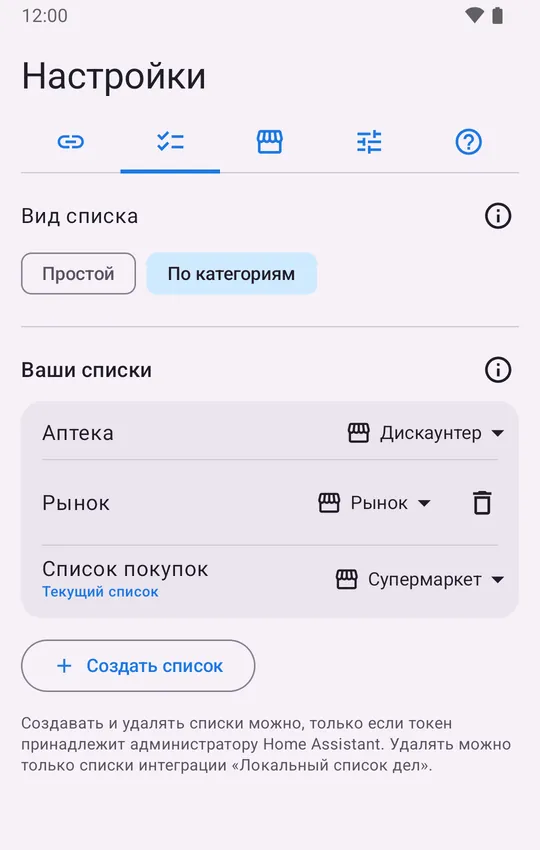 12:00
Настройки
Вид списка
Простой
По категориям
Ваши списки
Аптека
Дискаунтер
Рынок
Рынок
Список покупок
Текущий список
Супермаркет
+ Создать список
Создавать и удалять списки можно, только если токен
принадлежит администратору Home Assistant. Удалять можно
только списки интеграции «Локальный список дел».